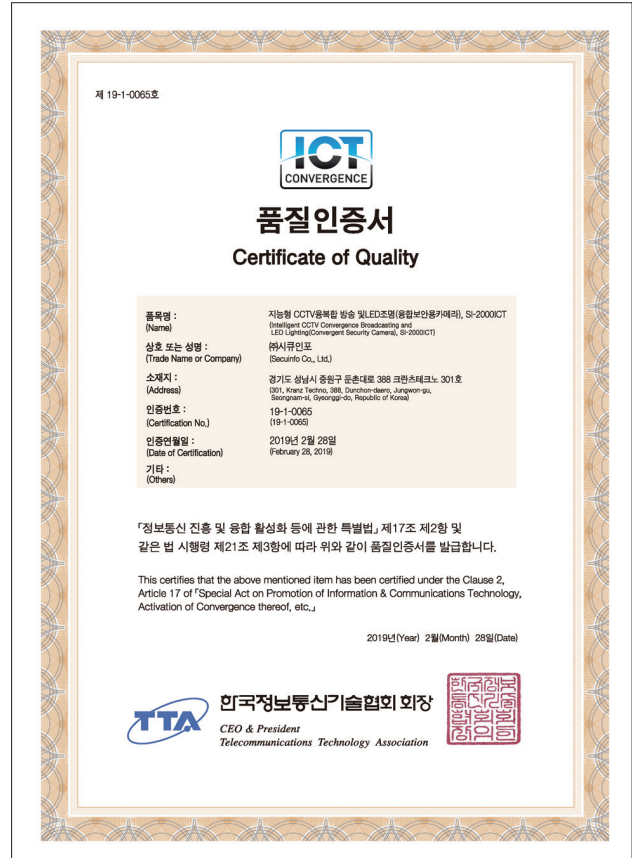 제 19-1-0065호
ICT
CONVERGENCE
품질인증서
Certificate of Quality
품목명 : 지능형 CCTV융복합 방송 및LED조명(융합보안용카메라), SI-2000ICT
(Name) (Intelligent CCTV Convergence Broadcasting and
LED Lighting(Convergent Security Camera), SI-2000ICT)
상호 또는 성명 : ㈜시큐인포
(Trade Name or Company) (Secuinfo Co., Ltd.)
소재지 : 경기도 성남시 중원구 둔촌대로 388 크란츠테크노 301호
(Address) (301, Kranz Techno, 388, Dunchon-daero, Jungwon-gu,
Seongnam-si, Gyeonggi-do, Republic of Korea)
인증번호 : 19-1-0065
(Certification No.) (19-1-0065)
인증연월일 : 2019년 2월 28일
(Date of Certification) (February 28, 2019)
기타 :
(Others)
「정보통신 진흥 및 융합 활성화 등에 관한 특별법」 제17조 제2항 및
같은 법 시행령 제21조 제3항에 따라 위와 같이 품질인증서를 발급합니다.
This certifies that the above mentioned item has been certified under the Clause 2,
Article 17 of 「Special Act on Promotion of Information & Communications Technology,
Activation of Convergence thereof, etc.」
2019년(Year) 2월(Month) 28일(Date)
TTA
한국정보통신기술협회 회장
CEO & President
Telecommunications Technology Association